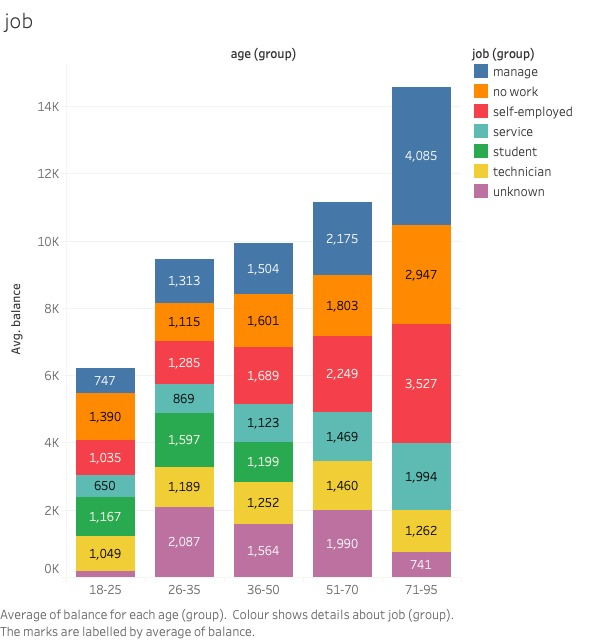 job
age (group)
job (group)
manage
no work
self-employed
service
student
technician
unknown
Avg. balance
14K
12K
10K
8K
6K
4K
2K
0K
747
1,390
1,035
650
1,167
1,049
1,313
1,115
1,285
869
1,597
1,189
2,087
1,504
1,601
1,689
1,123
1,199
1,252
1,564
2,175
1,803
2,249
1,469
1,460
1,990
4,085
2,947
3,527
1,994
1,262
741
18-25 26-35 36-50 51-70 71-95
Average of balance for each age (group). Colour shows details about job (group).
The marks are labelled by average of balance.